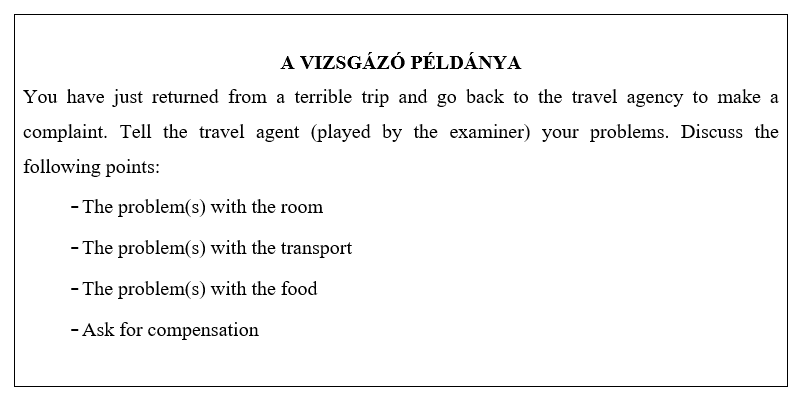 A VIZSGÁZÓ PÉLDÁNYA
You have just returned from a terrible trip and go back to the travel agency to make a
complaint. Tell the travel agent (played by the examiner) your problems. Discuss the
following points:
- The problem(s) with the room
- The problem(s) with the transport
- The problem(s) with the food
- Ask for compensation